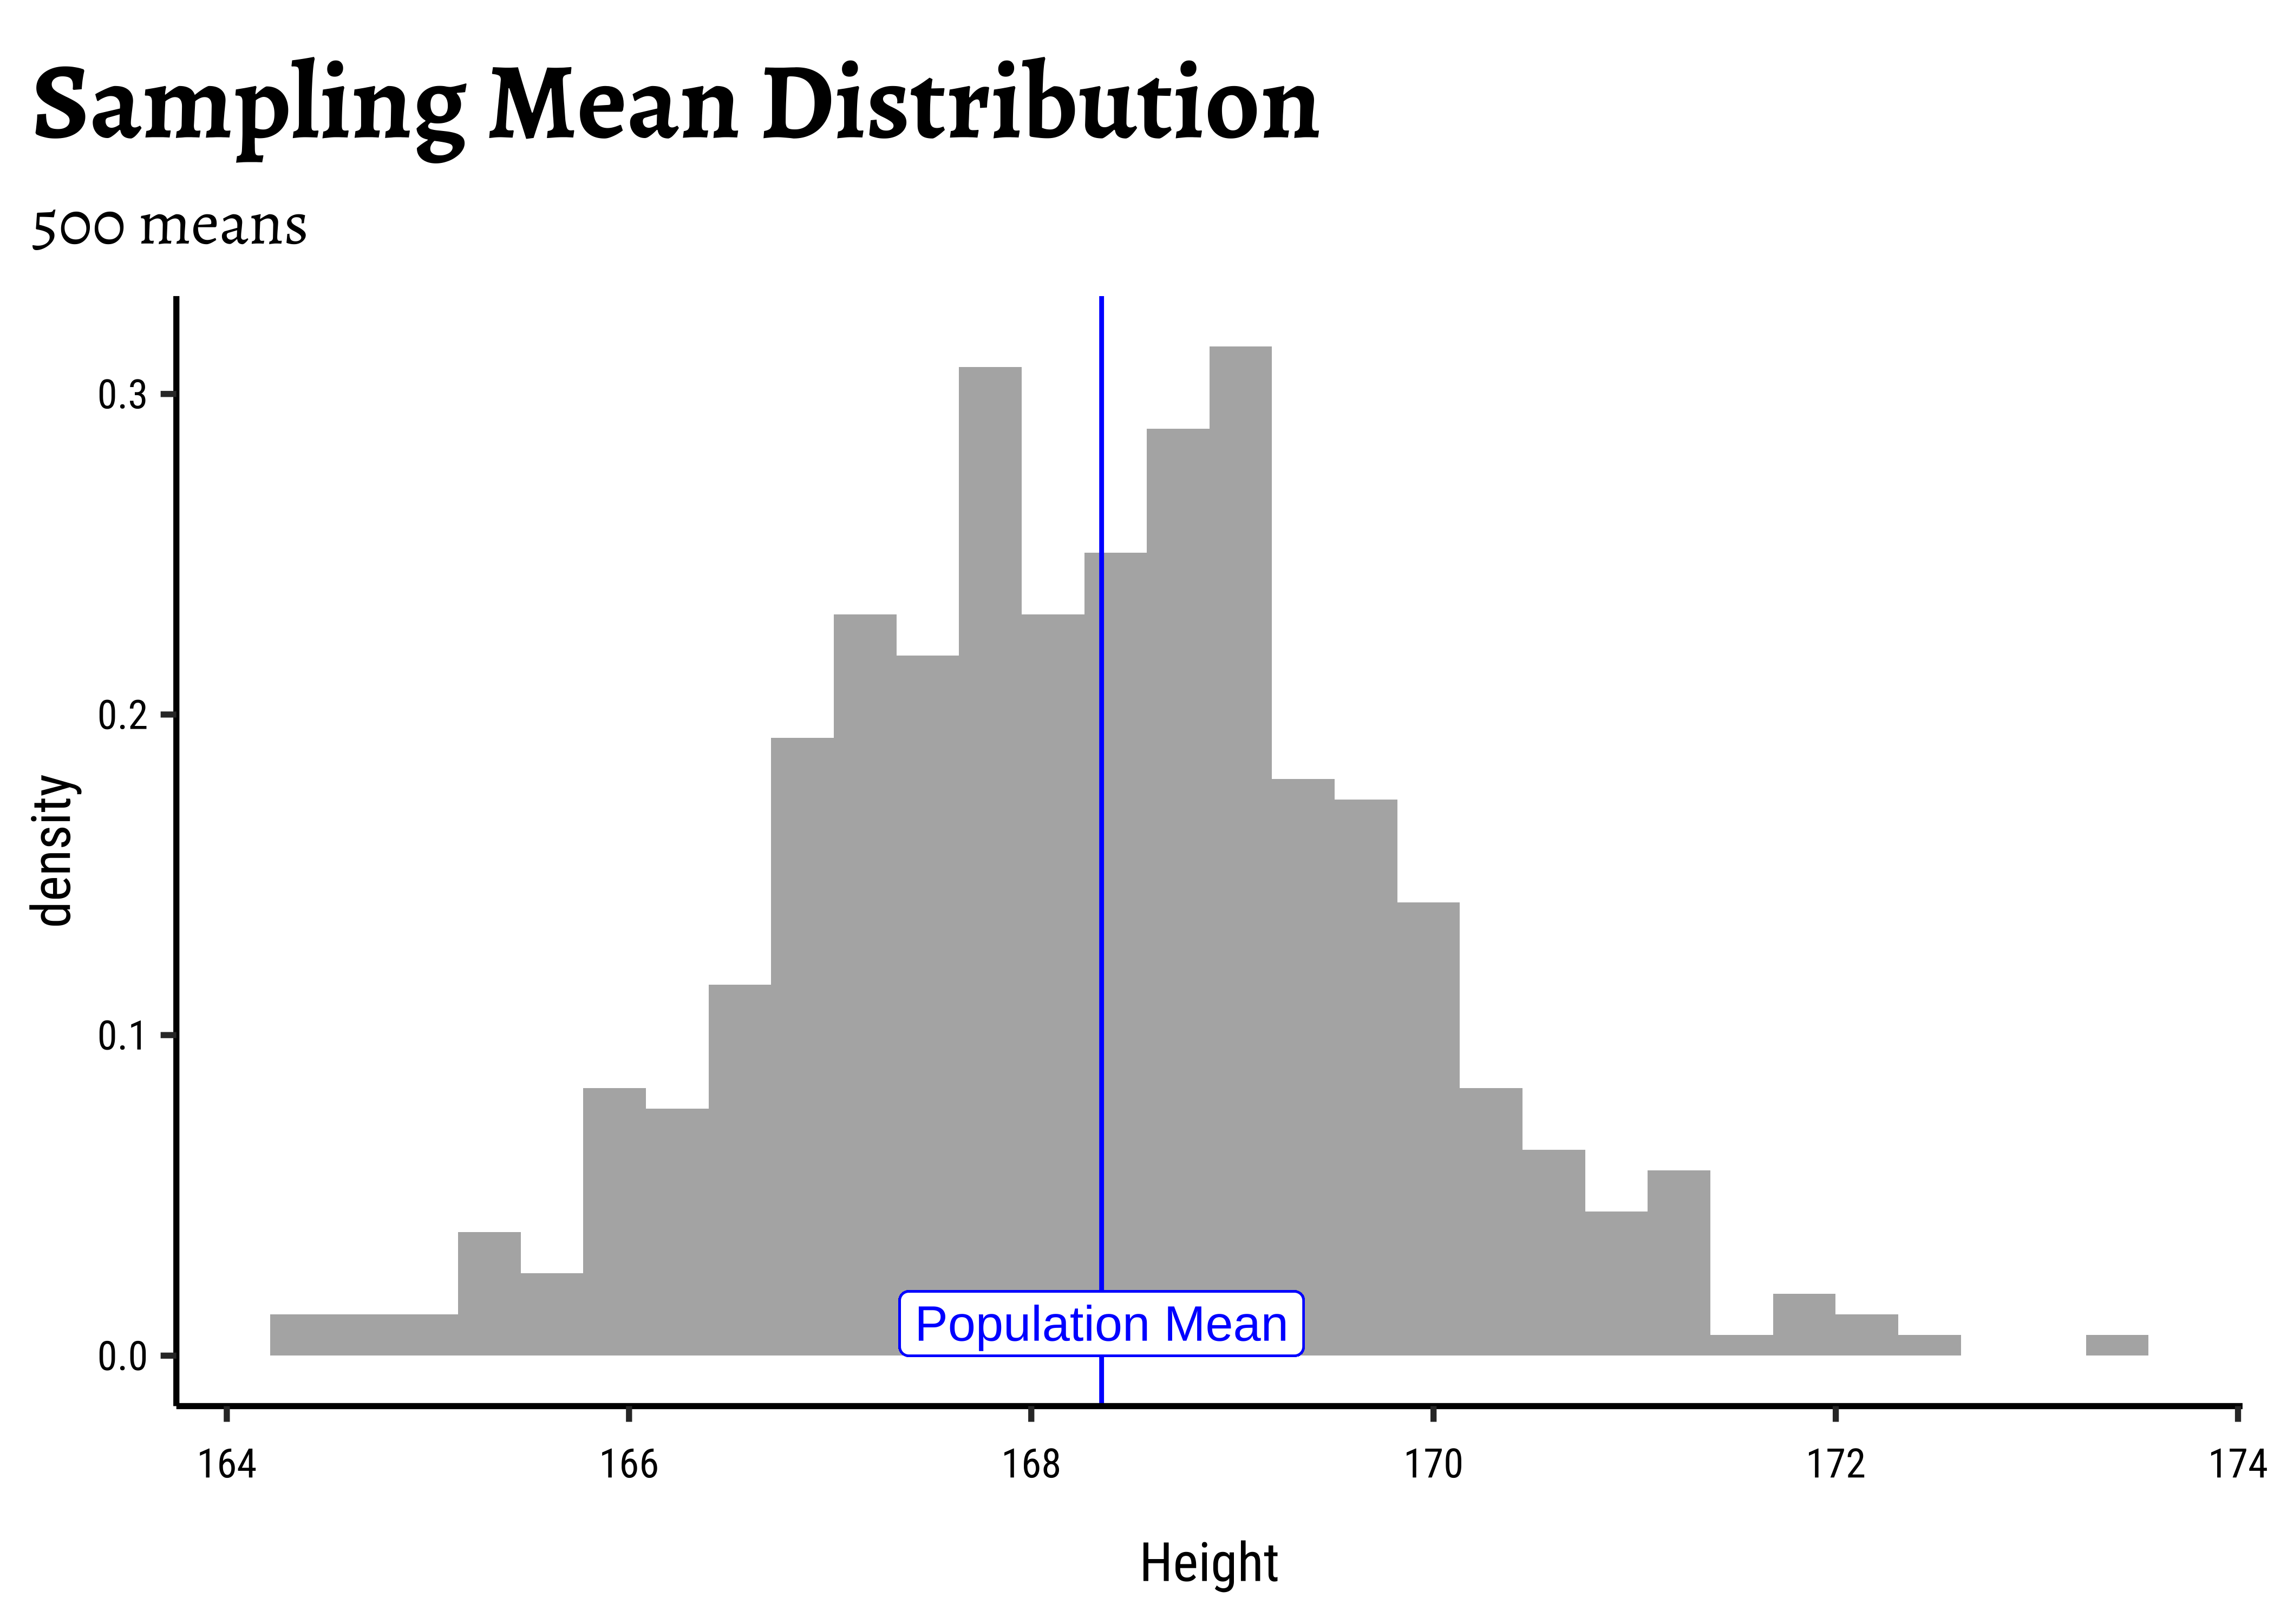 Sampling Mean Distribution
500 means
0.3
0.2
0.1
0.0
density
Population Mean
164 166 168 170 172 174
Height